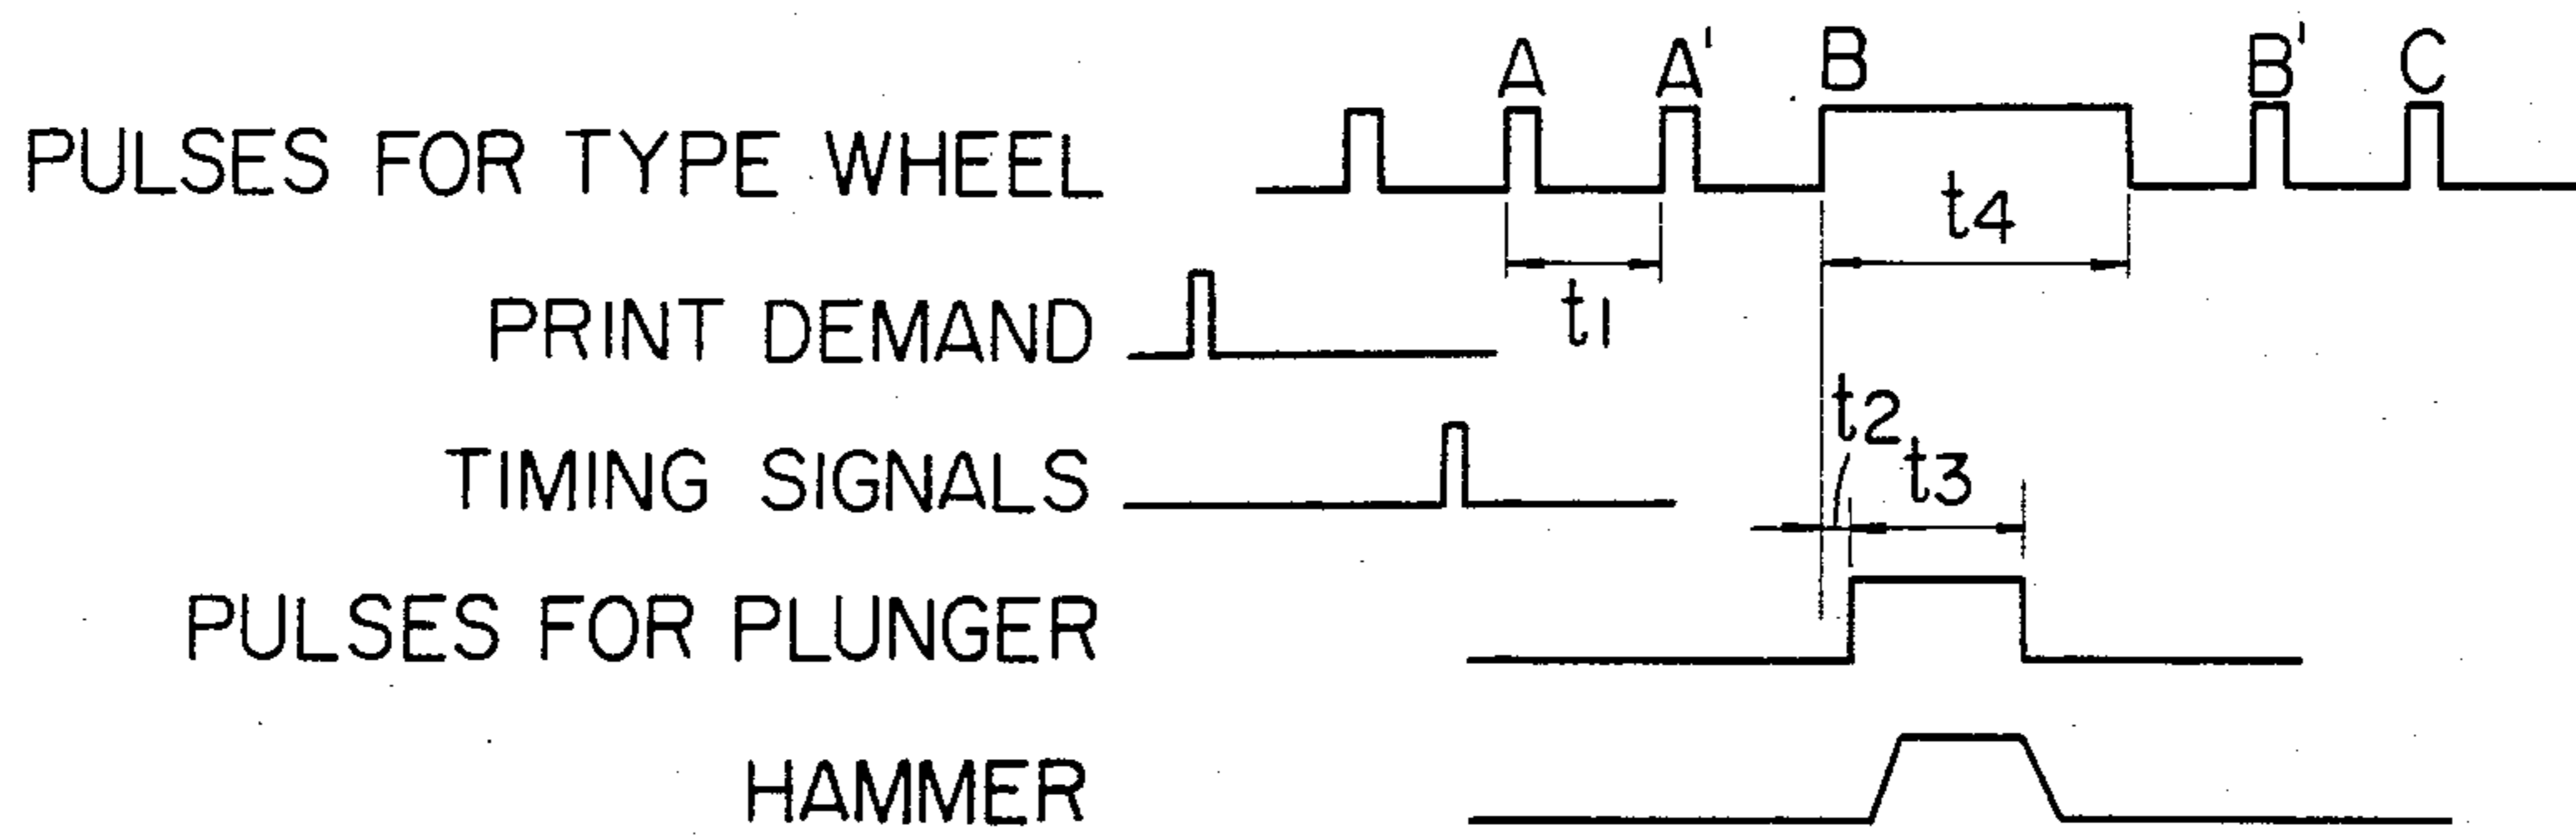 A A' B B' C
PULSES FOR TYPE WHEEL
t4
t1
PRINT DEMAND
t2
t3
TIMING SIGNALS
PULSES FOR PLUNGER
HAMMER